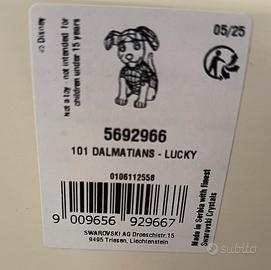 © Disney
Not a toy - not intended for
children under 15 years
05/25
5692966
101 DALMATIANS - LUCKY
0106112558
9 009656 929667
SWAROVSKI AG Droeschistr.15
9495 Triesen, Liechtenstein
Made in Serbia with finest
Swarovski Crystals
subito